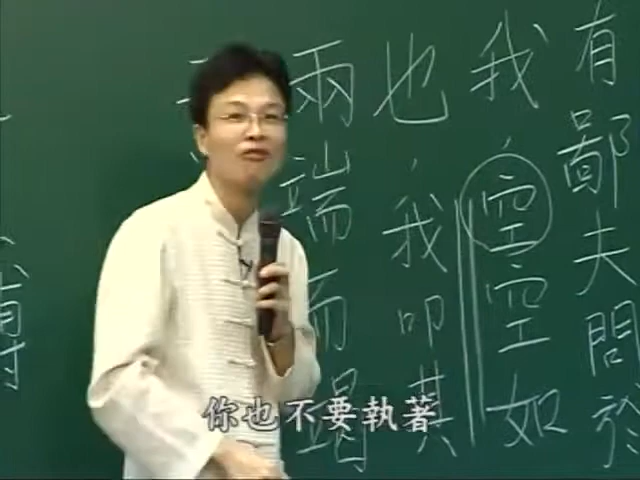 有鄙夫問於
我，空空如
也，我叩其
兩端而竭
你也不要執著